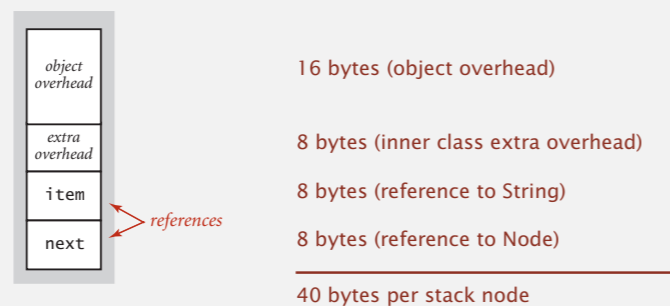 object
overhead
16 bytes (object overhead)
extra
overhead
8 bytes (inner class extra overhead)
item
8 bytes (reference to String)
references
next
8 bytes (reference to Node)
40 bytes per stack node